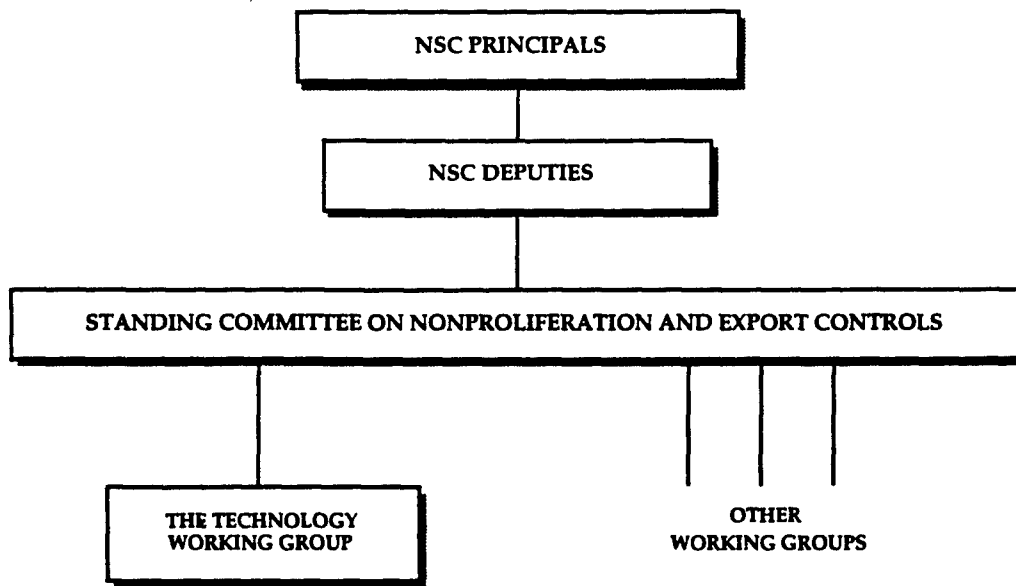 NSC PRINCIPALS
NSC DEPUTIES
STANDING COMMITTEE ON NONPROLIFERATION AND EXPORT CONTROLS
THE TECHNOLOGY
WORKING GROUP
OTHER
WORKING GROUPS